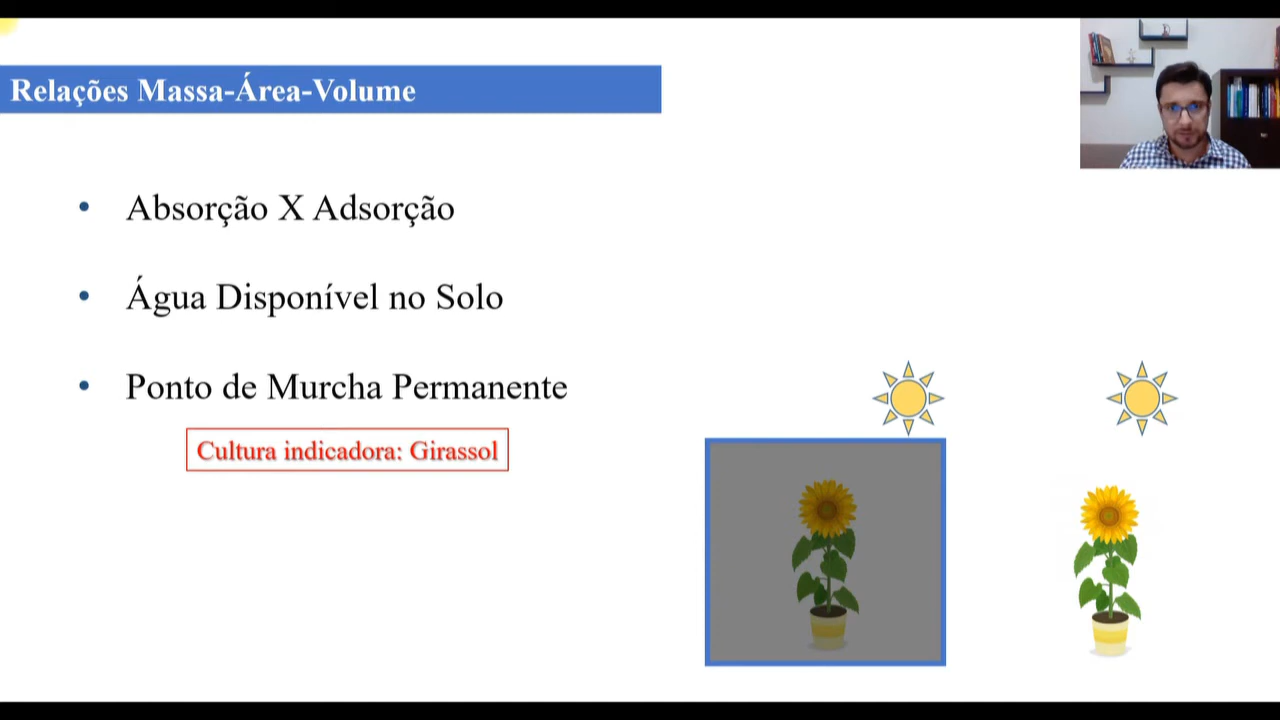 Relações Massa-Área-Volume
• Absorção X Adsorção
• Água Disponível no Solo
• Ponto de Murcha Permanente
Cultura indicadora: Girassol